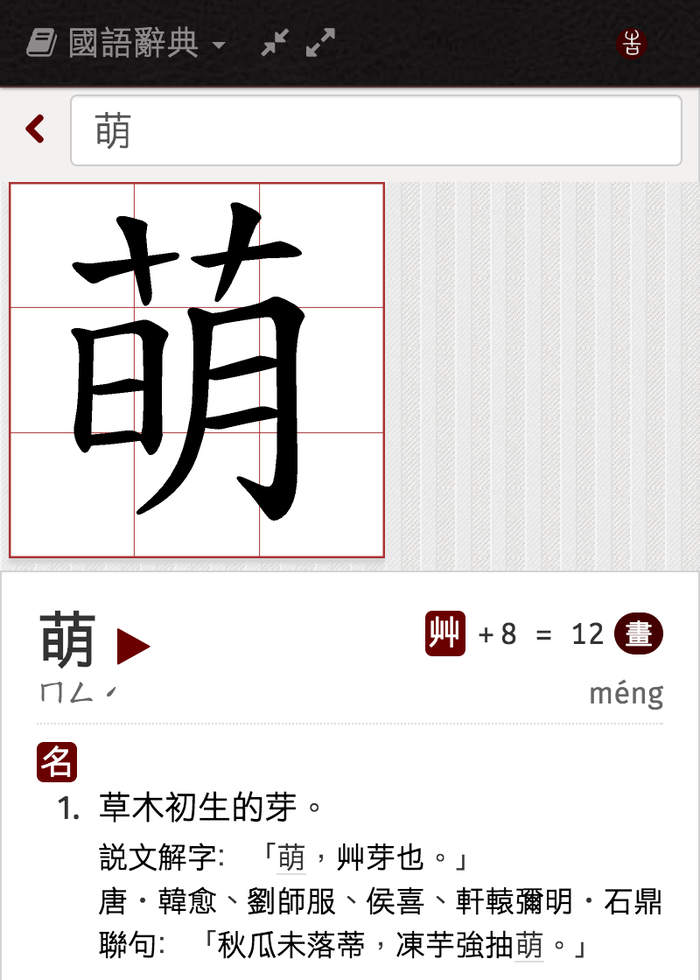 國語辭典
萌
萌
萌
艸 +8 = 12 畫
ㄇㄥˊ méng
名
1. 草木初生的芽。
說文解字:「萌,艸芽也。」
唐.韓愈、劉師服、侯喜、軒轅彌明.石鼎
聯句:「秋瓜未落蒂,凍芋強抽萌。」